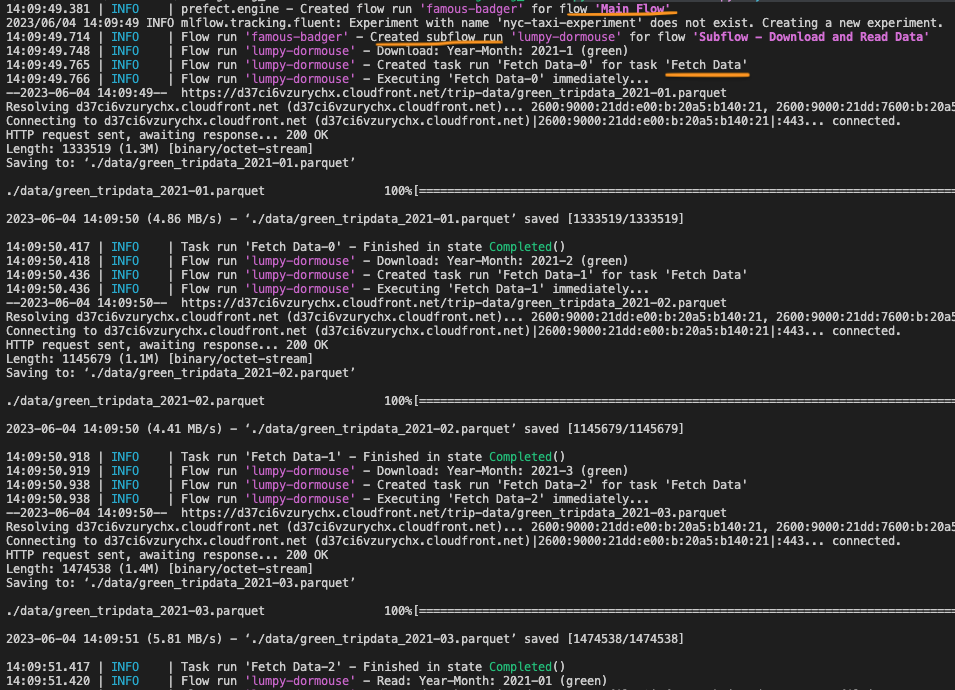 14:09:49.381 | INFO    | prefect.engine - Created flow run 'famous-badger' for flow 'Main Flow'
2023/06/04 14:09:49 INFO mlflow.tracking.fluent: Experiment with name 'nyc-taxi-experiment' does not exist. Creating a new experiment.
14:09:49.714 | INFO    | Flow run 'famous-badger' - Created subflow run 'lumpy-dormouse' for flow 'Subflow - Download and Read Data'
14:09:49.748 | INFO    | Flow run 'lumpy-dormouse' - Download: Year-Month: 2021-1 (green)
14:09:49.765 | INFO    | Flow run 'lumpy-dormouse' - Created task run 'Fetch Data-0' for task 'Fetch Data'
14:09:49.766 | INFO    | Flow run 'lumpy-dormouse' - Executing 'Fetch Data-0' immediately...
--2023-06-04 14:09:49--  https://d37ci6vzurychx.cloudfront.net/trip-data/green_tripdata_2021-01.parquet
Resolving d37ci6vzurychx.cloudfront.net (d37ci6vzurychx.cloudfront.net)... 2600:9000:21dd:e00:b:20a5:b140:21, 2600:9000:21dd:7600:b:20a5
Connecting to d37ci6vzurychx.cloudfront.net (d37ci6vzurychx.cloudfront.net)|2600:9000:21dd:e00:b:20a5:b140:21|:443... connected.
HTTP request sent, awaiting response... 200 OK
Length: 1333519 (1.3M) [binary/octet-stream]
Saving to: ‘./data/green_tripdata_2021-01.parquet’
./data/green_tripdata_2021-01.parquet                 100%[=============================================================================
2023-06-04 14:09:50 (4.86 MB/s) - ‘./data/green_tripdata_2021-01.parquet’ saved [1333519/1333519]
14:09:50.417 | INFO    | Task run 'Fetch Data-0' - Finished in state Completed()
14:09:50.418 | INFO    | Flow run 'lumpy-dormouse' - Download: Year-Month: 2021-2 (green)
14:09:50.436 | INFO    | Flow run 'lumpy-dormouse' - Created task run 'Fetch Data-1' for task 'Fetch Data'
14:09:50.436 | INFO    | Flow run 'lumpy-dormouse' - Executing 'Fetch Data-1' immediately...
--2023-06-04 14:09:50--  https://d37ci6vzurychx.cloudfront.net/trip-data/green_tripdata_2021-02.parquet
Resolving d37ci6vzurychx.cloudfront.net (d37ci6vzurychx.cloudfront.net)... 2600:9000:21dd:e00:b:20a5:b140:21, 2600:9000:21dd:7600:b:20a5
Connecting to d37ci6vzurychx.cloudfront.net (d37ci6vzurychx.cloudfront.net)|2600:9000:21dd:e00:b:20a5:b140:21|:443... connected.
HTTP request sent, awaiting response... 200 OK
Length: 1145679 (1.1M) [binary/octet-stream]
Saving to: ‘./data/green_tripdata_2021-02.parquet’
./data/green_tripdata_2021-02.parquet                 100%[=============================================================================
2023-06-04 14:09:50 (4.41 MB/s) - ‘./data/green_tripdata_2021-02.parquet’ saved [1145679/1145679]
14:09:50.918 | INFO    | Task run 'Fetch Data-1' - Finished in state Completed()
14:09:50.919 | INFO    | Flow run 'lumpy-dormouse' - Download: Year-Month: 2021-3 (green)
14:09:50.938 | INFO    | Flow run 'lumpy-dormouse' - Created task run 'Fetch Data-2' for task 'Fetch Data'
14:09:50.938 | INFO    | Flow run 'lumpy-dormouse' - Executing 'Fetch Data-2' immediately...
--2023-06-04 14:09:50--  https://d37ci6vzurychx.cloudfront.net/trip-data/green_tripdata_2021-03.parquet
Resolving d37ci6vzurychx.cloudfront.net (d37ci6vzurychx.cloudfront.net)... 2600:9000:21dd:e00:b:20a5:b140:21, 2600:9000:21dd:7600:b:20a5
Connecting to d37ci6vzurychx.cloudfront.net (d37ci6vzurychx.cloudfront.net)|2600:9000:21dd:e00:b:20a5:b140:21|:443... connected.
HTTP request sent, awaiting response... 200 OK
Length: 1474538 (1.4M) [binary/octet-stream]
Saving to: ‘./data/green_tripdata_2021-03.parquet’
./data/green_tripdata_2021-03.parquet                 100%[=============================================================================
2023-06-04 14:09:51 (5.81 MB/s) - ‘./data/green_tripdata_2021-03.parquet’ saved [1474538/1474538]
14:09:51.417 | INFO    | Task run 'Fetch Data-2' - Finished in state Completed()
14:09:51.420 | INFO    | Flow run 'lumpy-dormouse' - Read: Year-Month: 2021-01 (green)